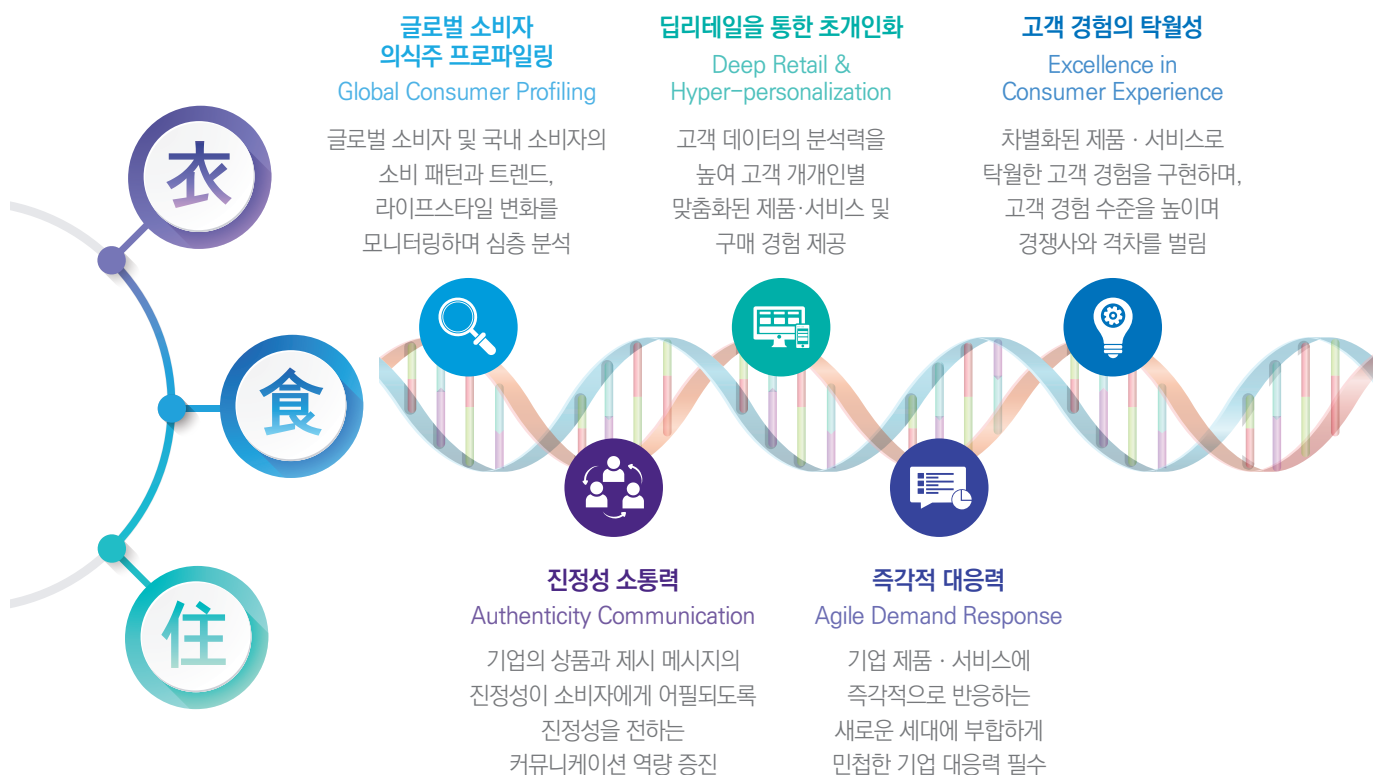 衣
食
住
글로벌 소비자
의식주 프로파일링
Global Consumer Profiling
글로벌 소비자 및 국내 소비자의
소비 패턴과 트렌드,
라이프스타일 변화를
모니터링하며 심층 분석
딥리테일을 통한 초개인화
Deep Retail &
Hyper-personalization
고객 데이터의 분석력을
높여 고객 개개인별
맞춤화된 제품·서비스 및
구매 경험 제공
고객 경험의 탁월성
Excellence in
Consumer Experience
차별화된 제품 · 서비스로
탁월한 고객 경험을 구현하며,
고객 경험 수준을 높이며
경쟁사와 격차를 벌림
진정성 소통력
Authenticity Communication
기업의 상품과 제시 메시지의
진정성이 소비자에게 어필되도록
진정성을 전하는
커뮤니케이션 역량 증진
즉각적 대응력
Agile Demand Response
기업 제품 · 서비스에
즉각적으로 반응하는
새로운 세대에 부합하게
민첩한 기업 대응력 필수